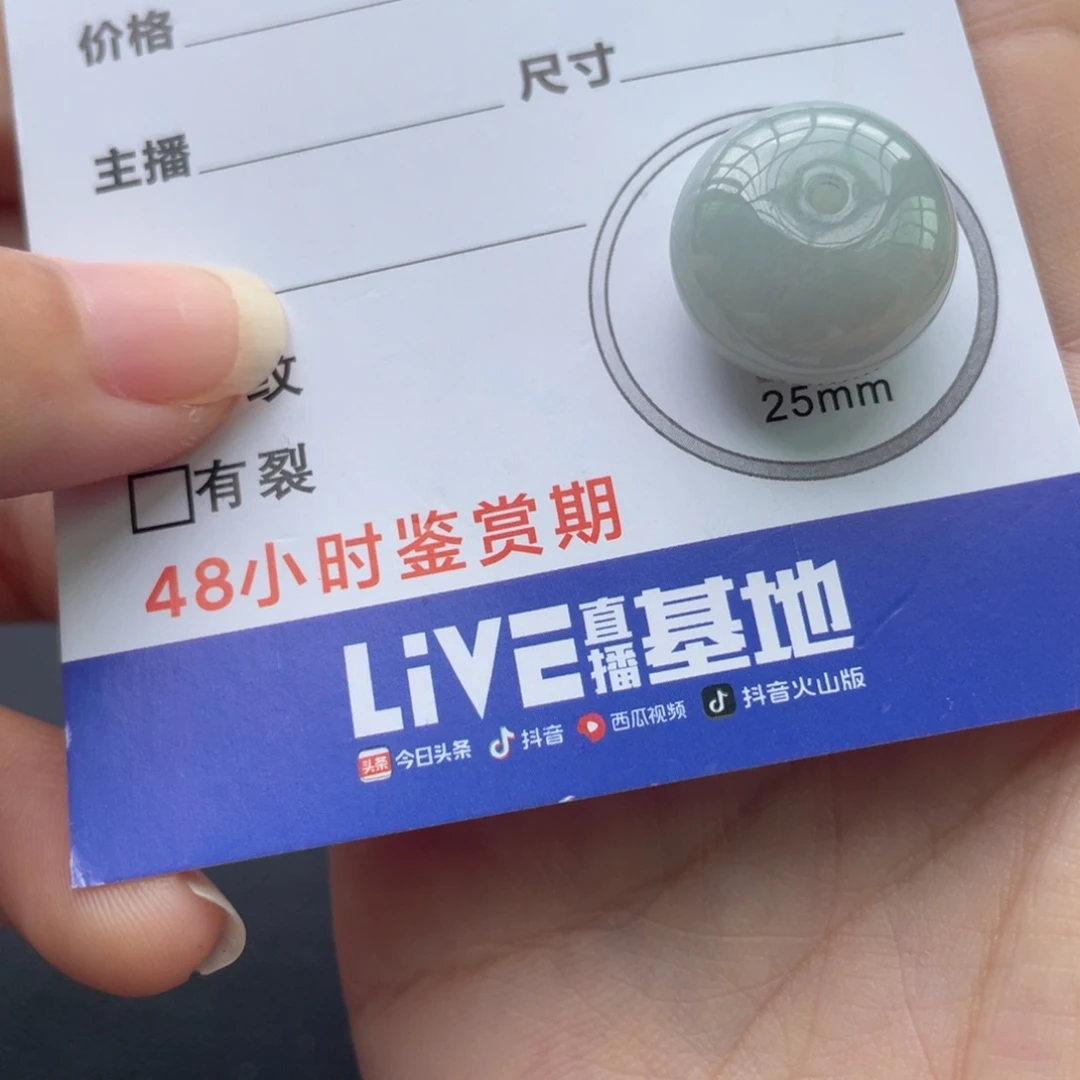 价格
尺寸
主播
纹
有裂
25mm
48小时鉴赏期
LiVE直播基地
头条 今日头条 抖音 西瓜视频 抖音火山版